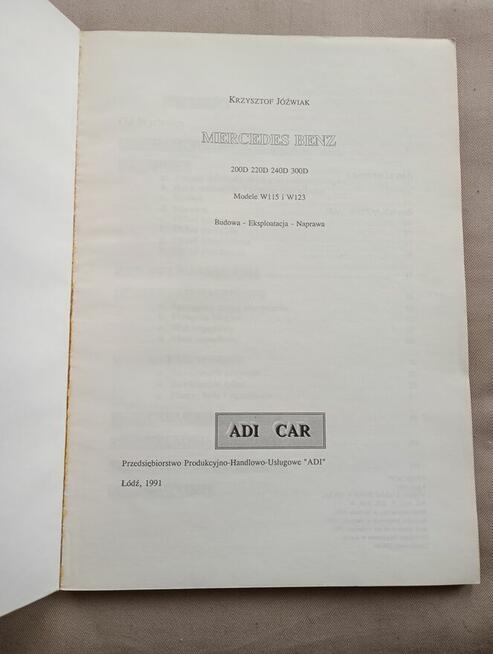 KRZYSZTOF JÓŹWIAK
MERCEDES BENZ
200D 220D 240D 300D
Modele W115 i W123
Budowa - Eksploatacja - Naprawa
ADI CAR
Przedsiębiorstwo Produkcyjno-Handlowo-Usługowe "ADI"
Łódź, 1991